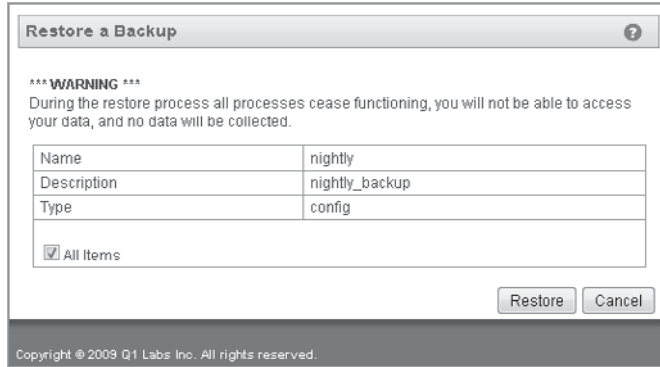 Restore a Backup
*** WARNING ***
During the restore process all processes cease functioning, you will not be able to access
your data, and no data will be collected.
Name nightly
Description nightly_backup
Type config
All Items
Restore Cancel
Copyright © 2009 Q1 Labs Inc. All rights reserved.